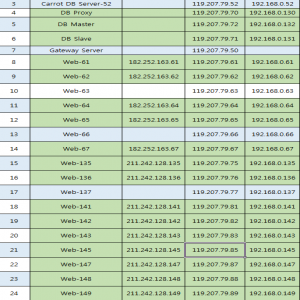 3 Carrot DB Server-52 119.207.79.52 192.168.0.52
4 DB Proxy 119.207.79.70 192.168.0.130
5 DB Master 119.207.79.72 192.168.0.132
6 DB Slave 119.207.79.71 192.168.0.131
7 Gateway Server 119.207.79.50
8 Web-61 182.252.163.61 119.207.79.61 192.168.0.61
9 Web-62 182.252.163.62 119.207.79.62 192.168.0.62
10 Web-63 119.207.79.63 192.168.0.63
11 Web-64 182.252.163.64 119.207.79.64 192.168.0.64
12 Web-65 182.252.163.65 119.207.79.65 192.168.0.65
13 Web-66 119.207.79.66 192.168.0.66
14 Web-67 182.252.163.67 119.207.79.67 192.168.0.67
15 Web-135 211.242.128.135 119.207.79.75 192.168.0.135
16 Web-136 211.242.128.136 119.207.79.76 192.168.0.136
17 Web-137 119.207.79.77 192.168.0.137
18 Web-141 211.242.128.141 119.207.79.81 192.168.0.141
19 Web-142 211.242.128.142 119.207.79.82 192.168.0.142
20 Web-143 211.242.128.143 119.207.79.83 192.168.0.143
21 Web-145 211.242.128.145 119.207.79.85 192.168.0.145
22 Web-147 211.242.128.147 119.207.79.87 192.168.0.147
23 Web-148 211.242.128.148 119.207.79.88 192.168.0.148
24 Web-149 211.242.128.149 119.207.79.89 192.168.0.149